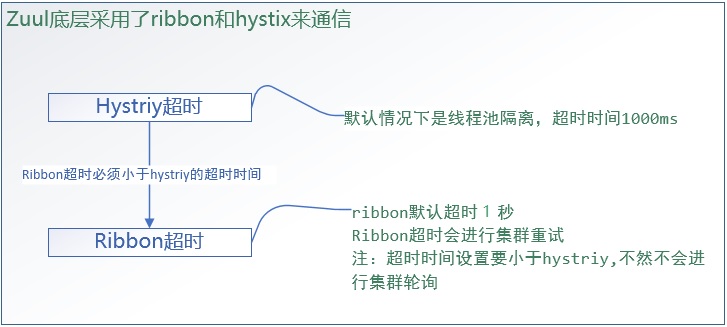 Zuul底层采用了ribbon和hystix来通信
Hystriy超时
默认情况下是线程池隔离，超时时间1000ms
Ribbon超时必须小于hystriy的超时时间
Ribbon超时
ribbon默认超时1秒
Ribbon超时会进行集群重试
注：超时时间设置要小于hystriy,不然不会进
行集群轮询